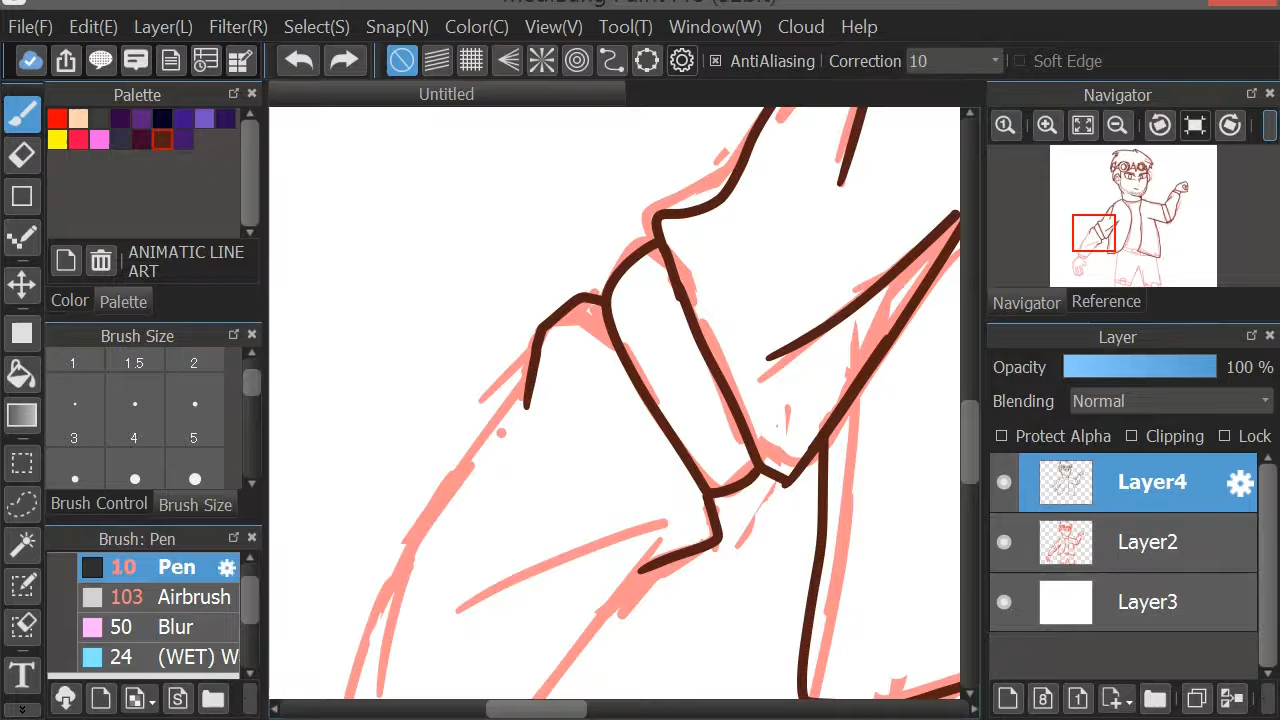 File(F) Edit(E) Layer(L) Filter(R) Select(S) Snap(N) Color(C) View(V) Tool(T) Window(W) Cloud Help
AntiAliasing Correction 10 Soft Edge
Palette
Untitled
Navigator
ANIMATIC LINE
ART
Color Palette
Brush Size
1 1.5 2
3 4 5
Brush Control Brush Size
Brush: Pen
10 Pen
103 Airbrush
50 Blur
24 (WET) W
T
Navigator Reference
Layer
Opacity 100 %
Blending Normal
Protect Alpha Clipping Lock
Layer4
Layer2
Layer3
8 1